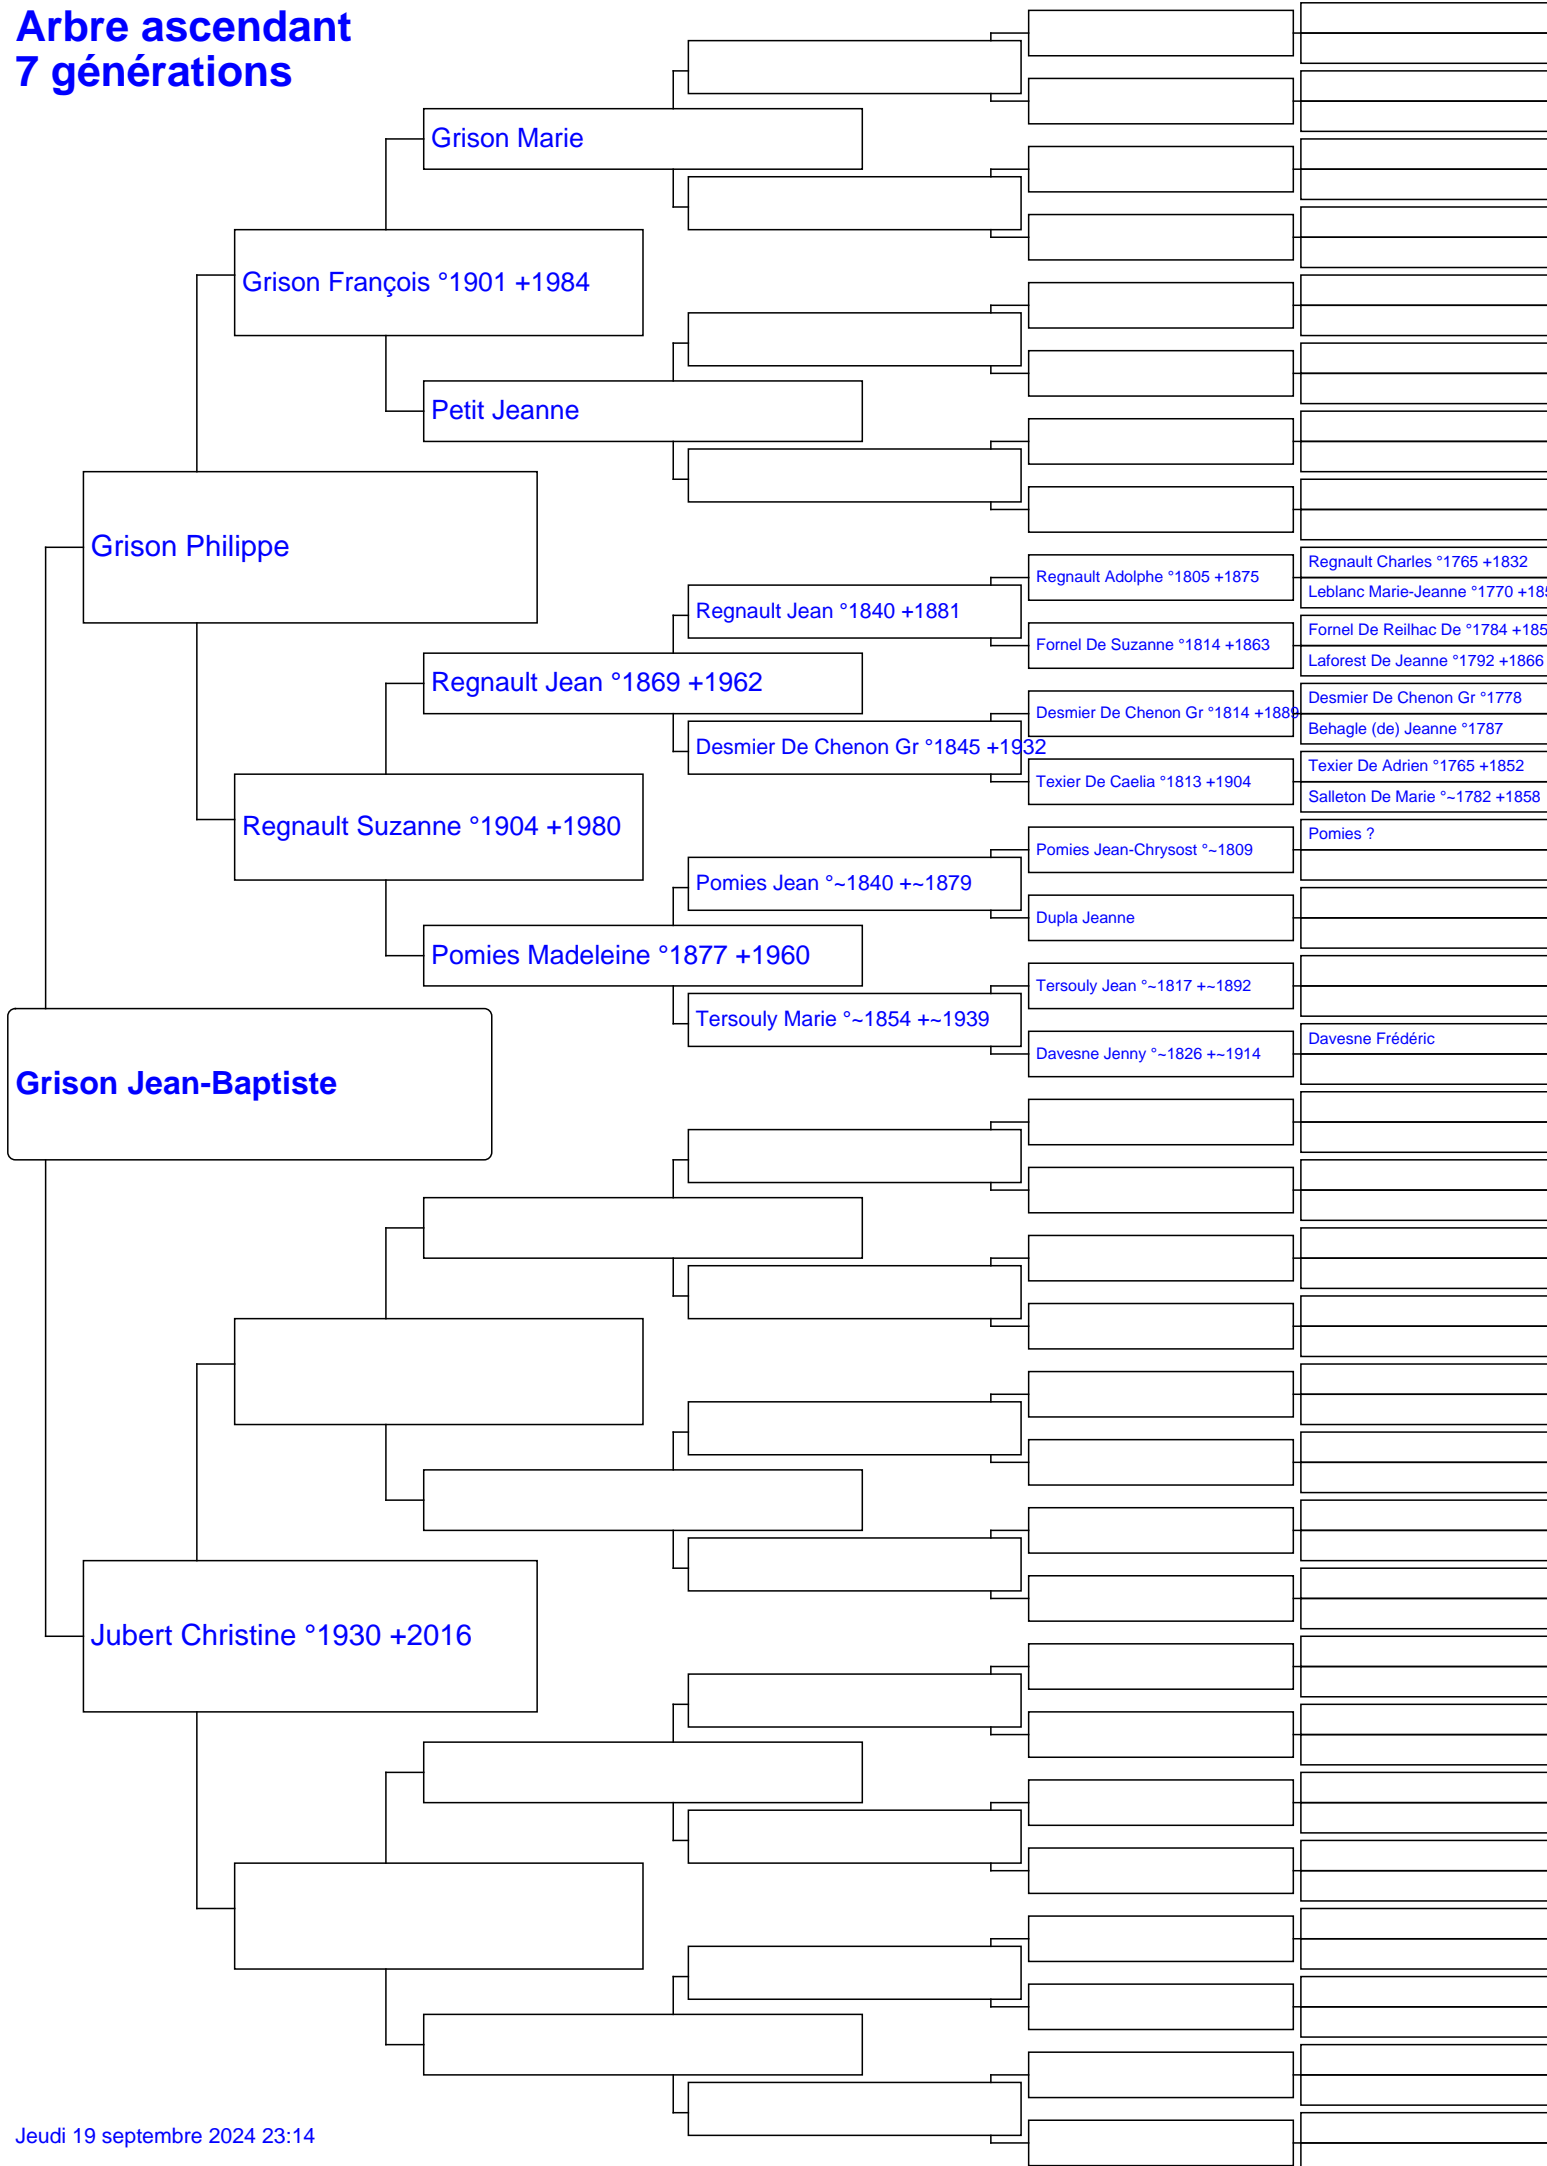 Arbre ascendant
7 générations
Grison Marie
Grison François °1901 +1984
Petit Jeanne
Grison Philippe
Regnault Charles °1765 +1832
Regnault Adolphe °1805 +1875
Leblanc Marie-Jeanne °1770 +185
Regnault Jean °1840 +1881
Fornel De Reilhac De °1784 +185
Fornel De Suzanne °1814 +1863
Laforest De Jeanne °1792 +1866
Regnault Jean °1869 +1962
Desmier De Chenon Gr °1778
Desmier De Chenon Gr °1814 +1889
Behagle (de) Jeanne °1787
Desmier De Chenon Gr °1845 +1932
Texier De Adrien °1765 +1852
Texier De Caelia °1813 +1904
Salleton De Marie °~1782 +1858
Regnault Suzanne °1904 +1980
Pomies ?
Pomies Jean-Chrysost °~1809
Pomies Jean °~1840 +~1879
Dupla Jeanne
Pomies Madeleine °1877 +1960
Tersouly Jean °~1817 +~1892
Tersouly Marie °~1854 +~1939
Davesne Frédéric
Davesne Jenny °~1826 +~1914
Grison Jean-Baptiste
Jubert Christine °1930 +2016
Jeudi 19 septembre 2024 23:14